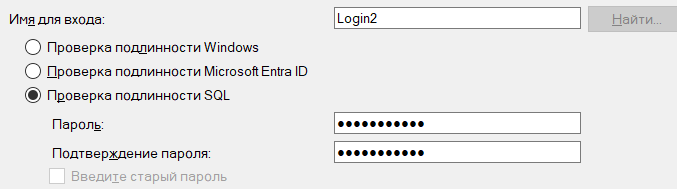 Имя для входа: Login2 Найти...
Проверка подлинности Windows
Проверка подлинности Microsoft Entra ID
Проверка подлинности SQL
Пароль: ●●●●●●●●●●●
Подтверждение пароля: ●●●●●●●●●●●
Введите старый пароль